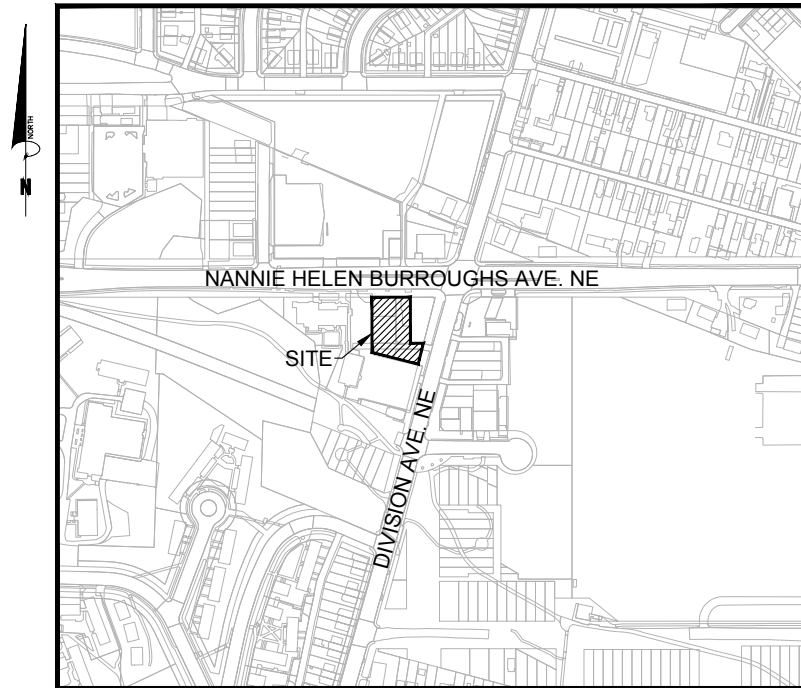 NORTH
N
NANNIE HELEN BURROUGHS AVE. NE
SITE
DIVISION AVE. NE